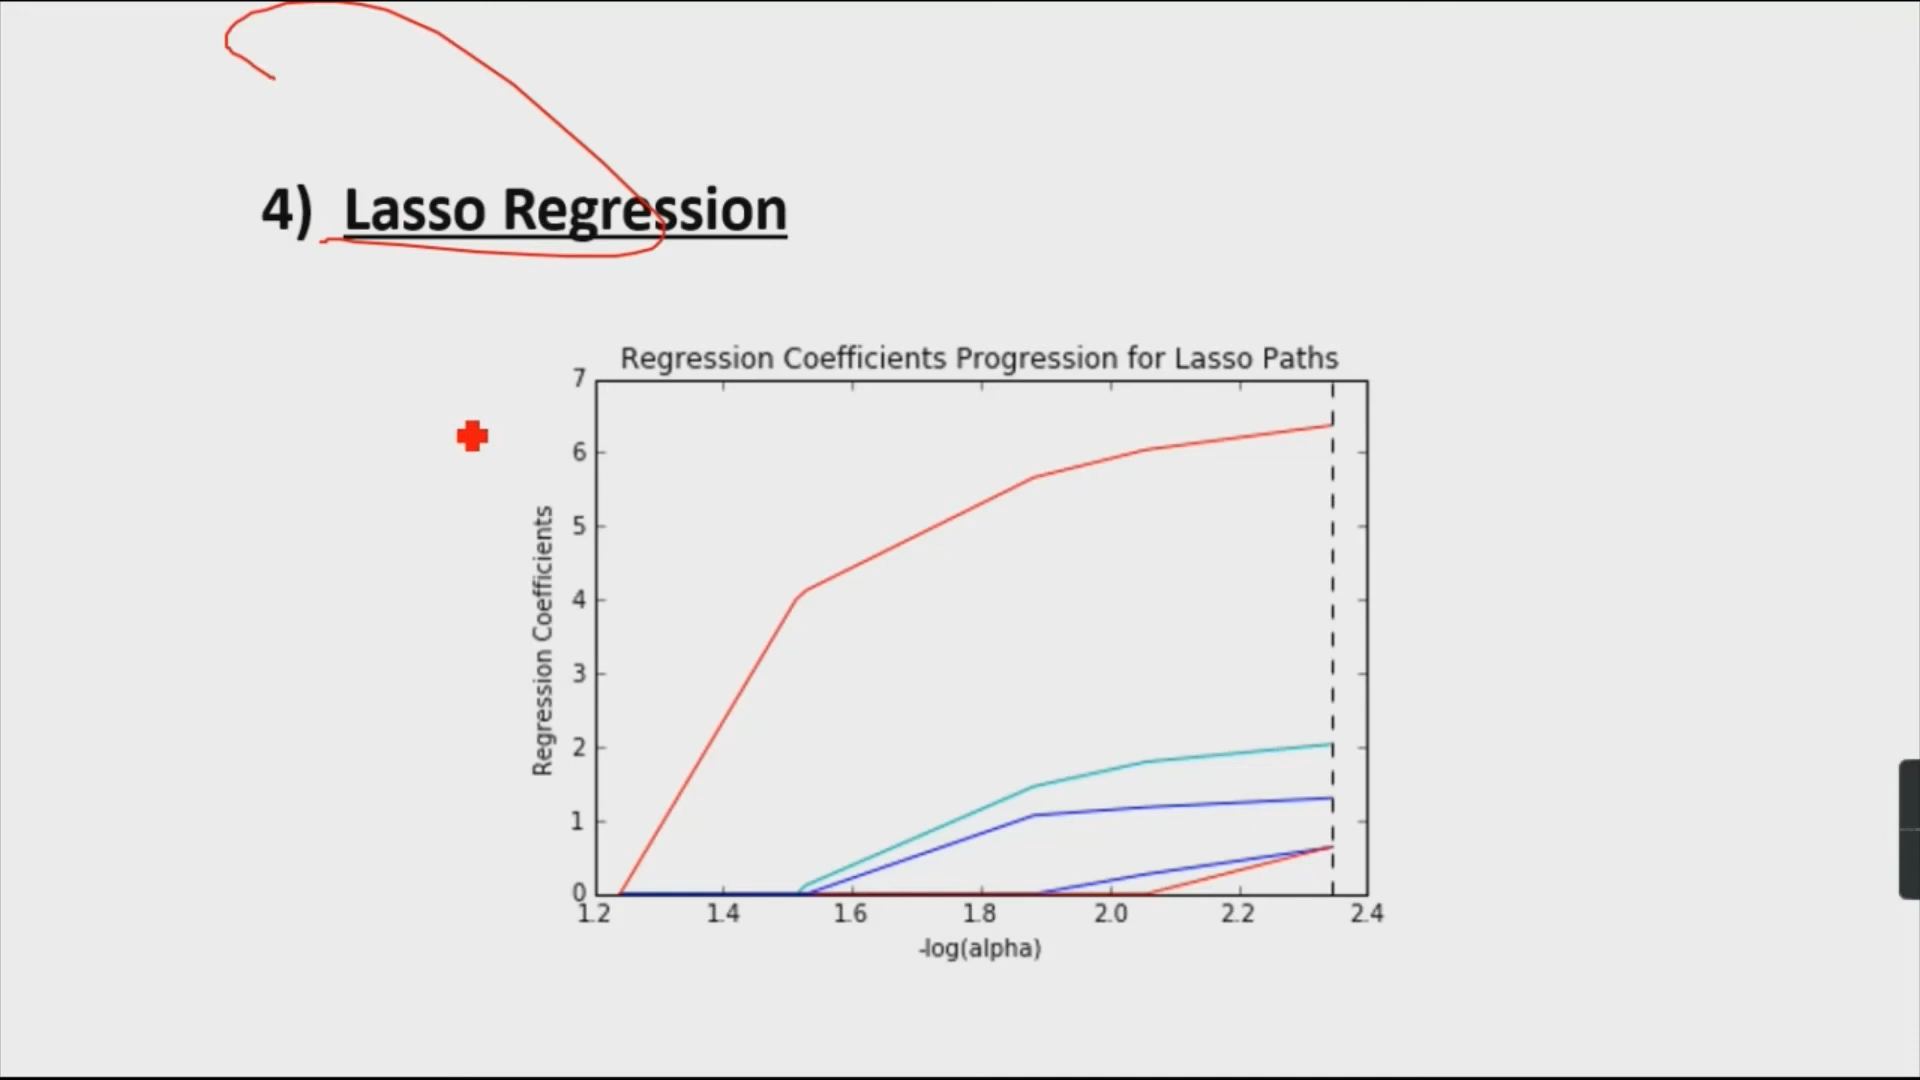 4) Lasso Regression
Regression Coefficients Progression for Lasso Paths
7
6
5
4
3
2
1
0
Regression Coefficients
1.2 1.4 1.6 1.8 2.0 2.2 2.4
-log(alpha)